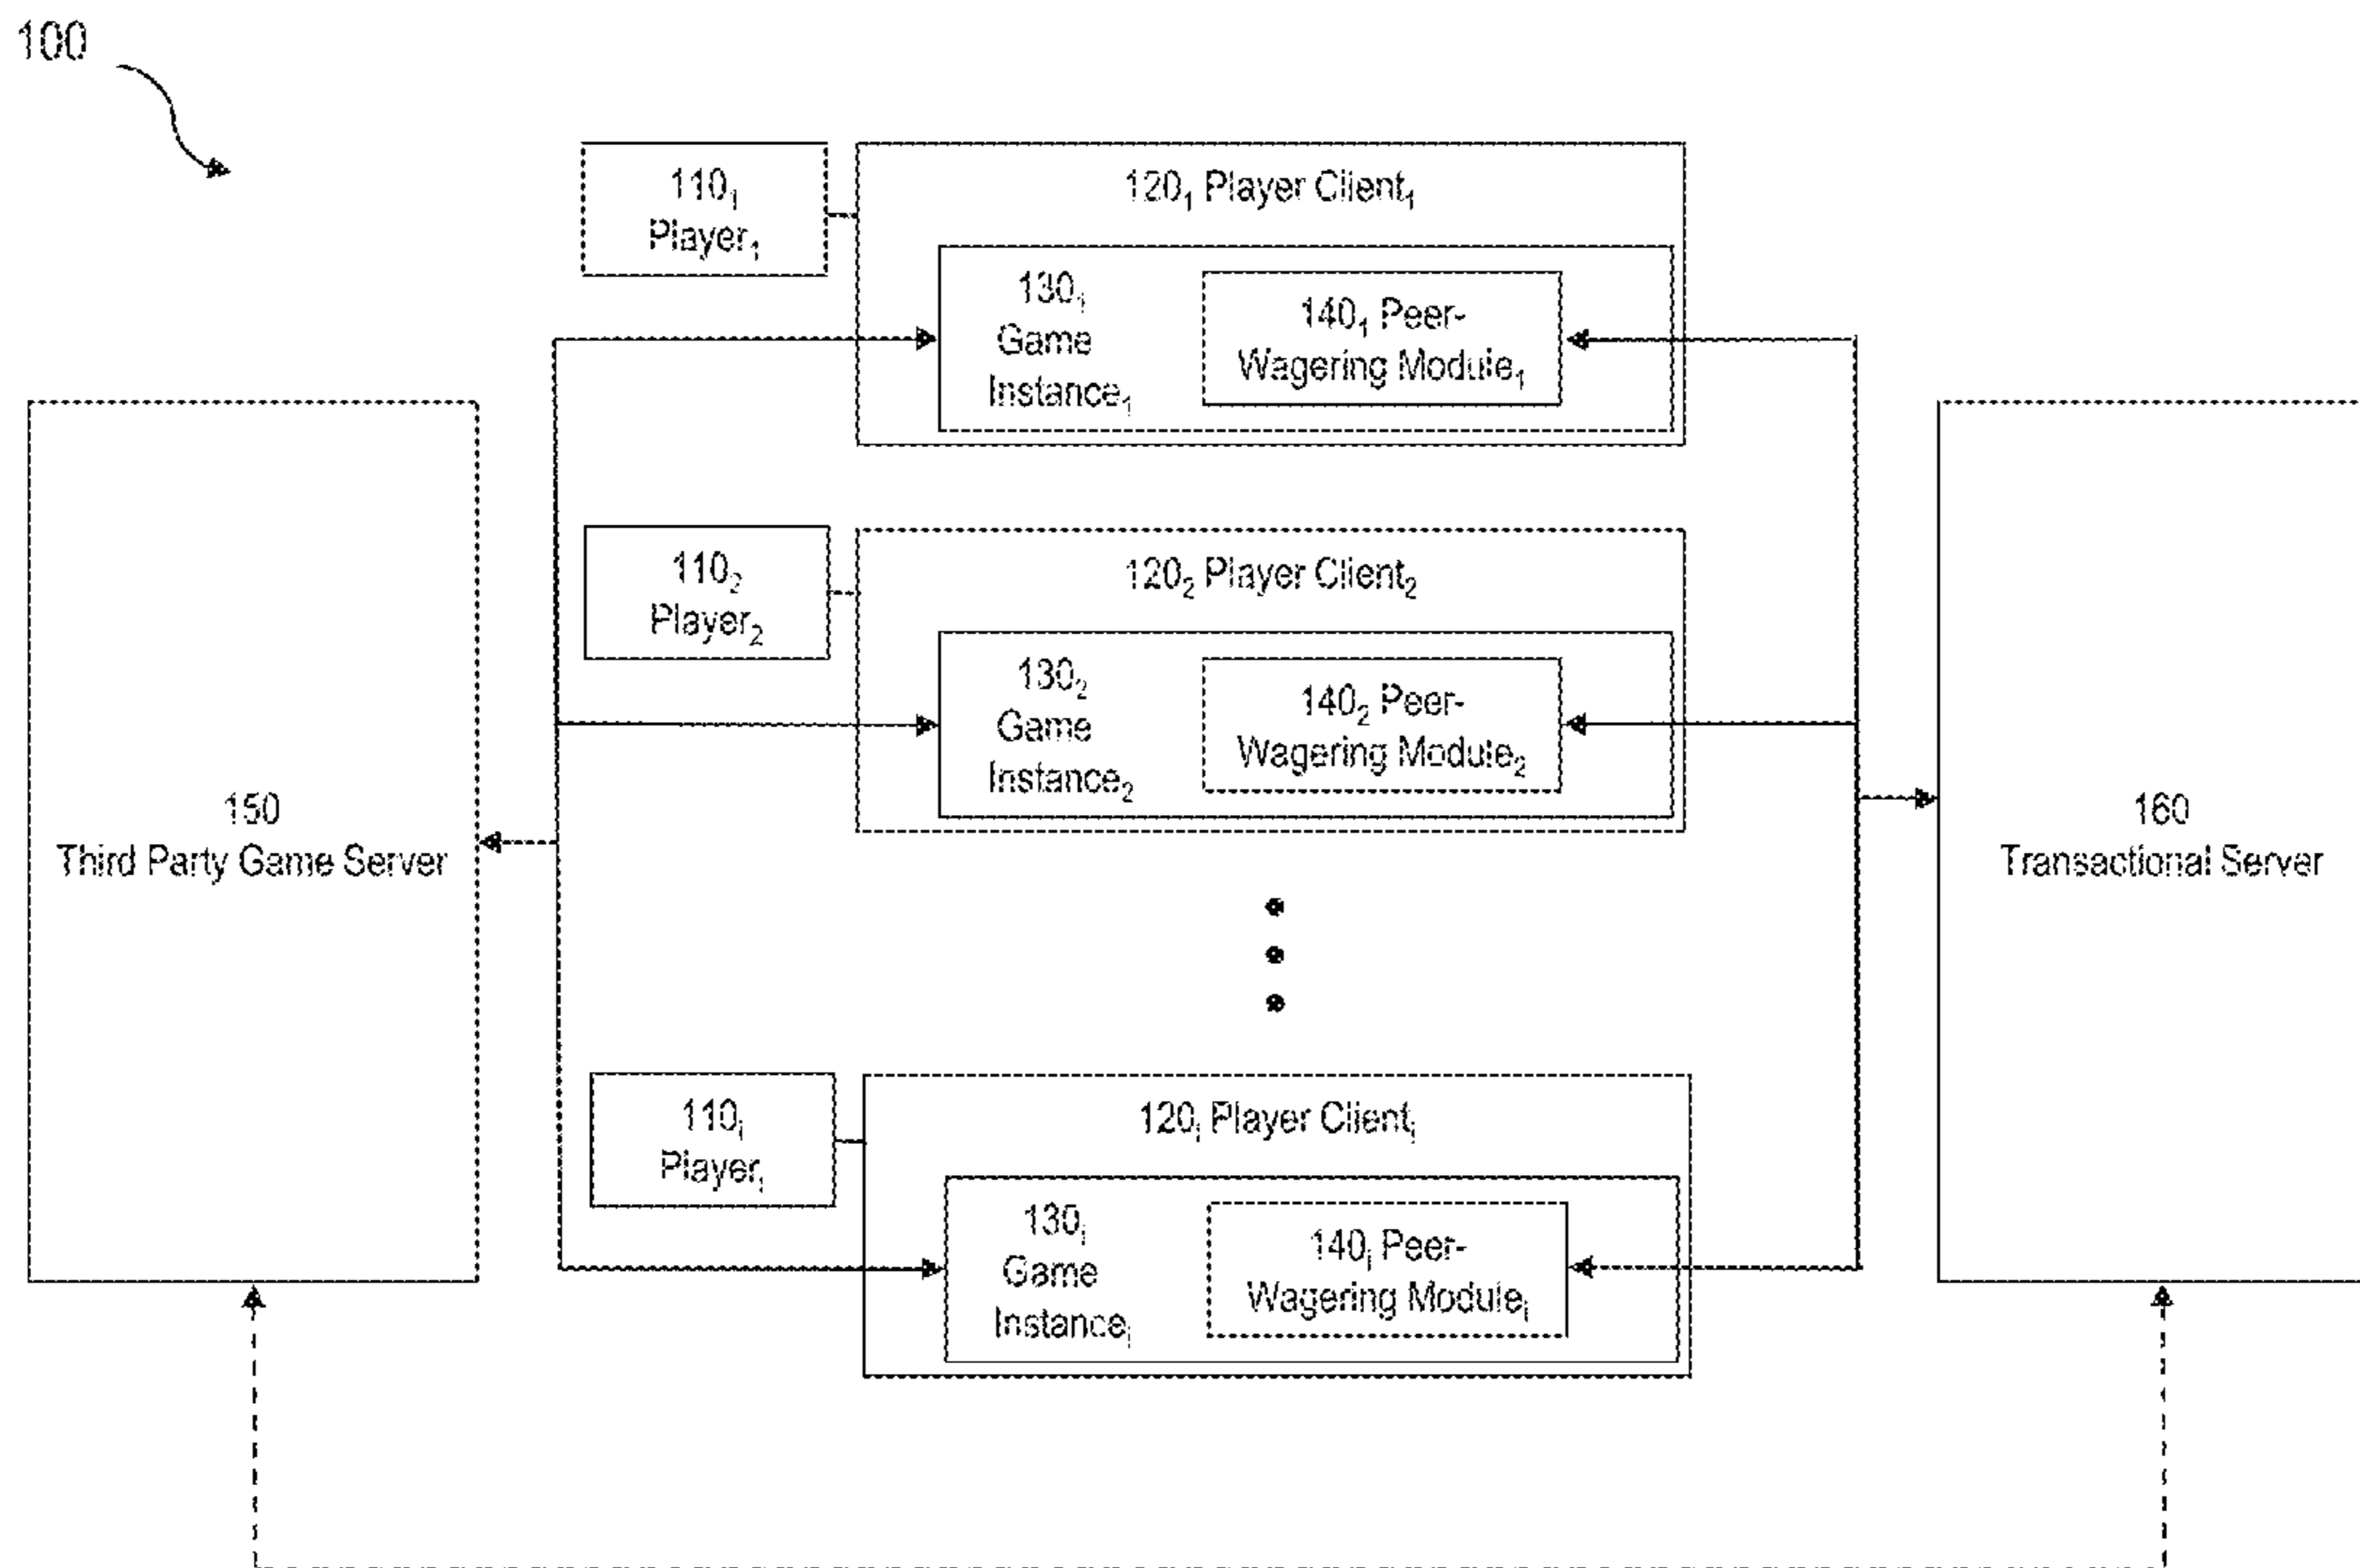 100
110₁
Player₁
120₁ Player Client₁
130₁
Game
Instance₁
140₁ Peer-
Wagering Module₁
110₂
Player₂
120₂ Player Client₂
130₂
Game
Instance₂
140₂ Peer-
Wagering Module₂
150
Third Party Game Server
160
Transactional Server
110ᵢ
Playerᵢ
120ᵢ Player Clientᵢ
130ᵢ
Game
Instanceᵢ
140ᵢ Peer-
Wagering Moduleᵢ